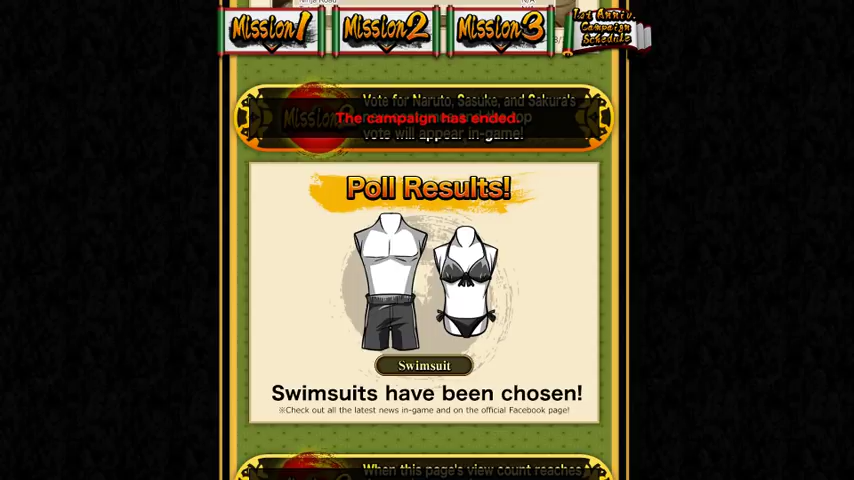 Ninja Road
N/A
Mission1
Mission2
Mission3
1st Anniv.
Campaign
Schedule
Vote for Naruto, Sasuke, and Sakura's
The campaign has ended.
vote will appear in-game!
Poll Results!
Swimsuit
Swimsuits have been chosen!
※Check out all the latest news in-game and on the official Facebook page!
When this page's view count reaches